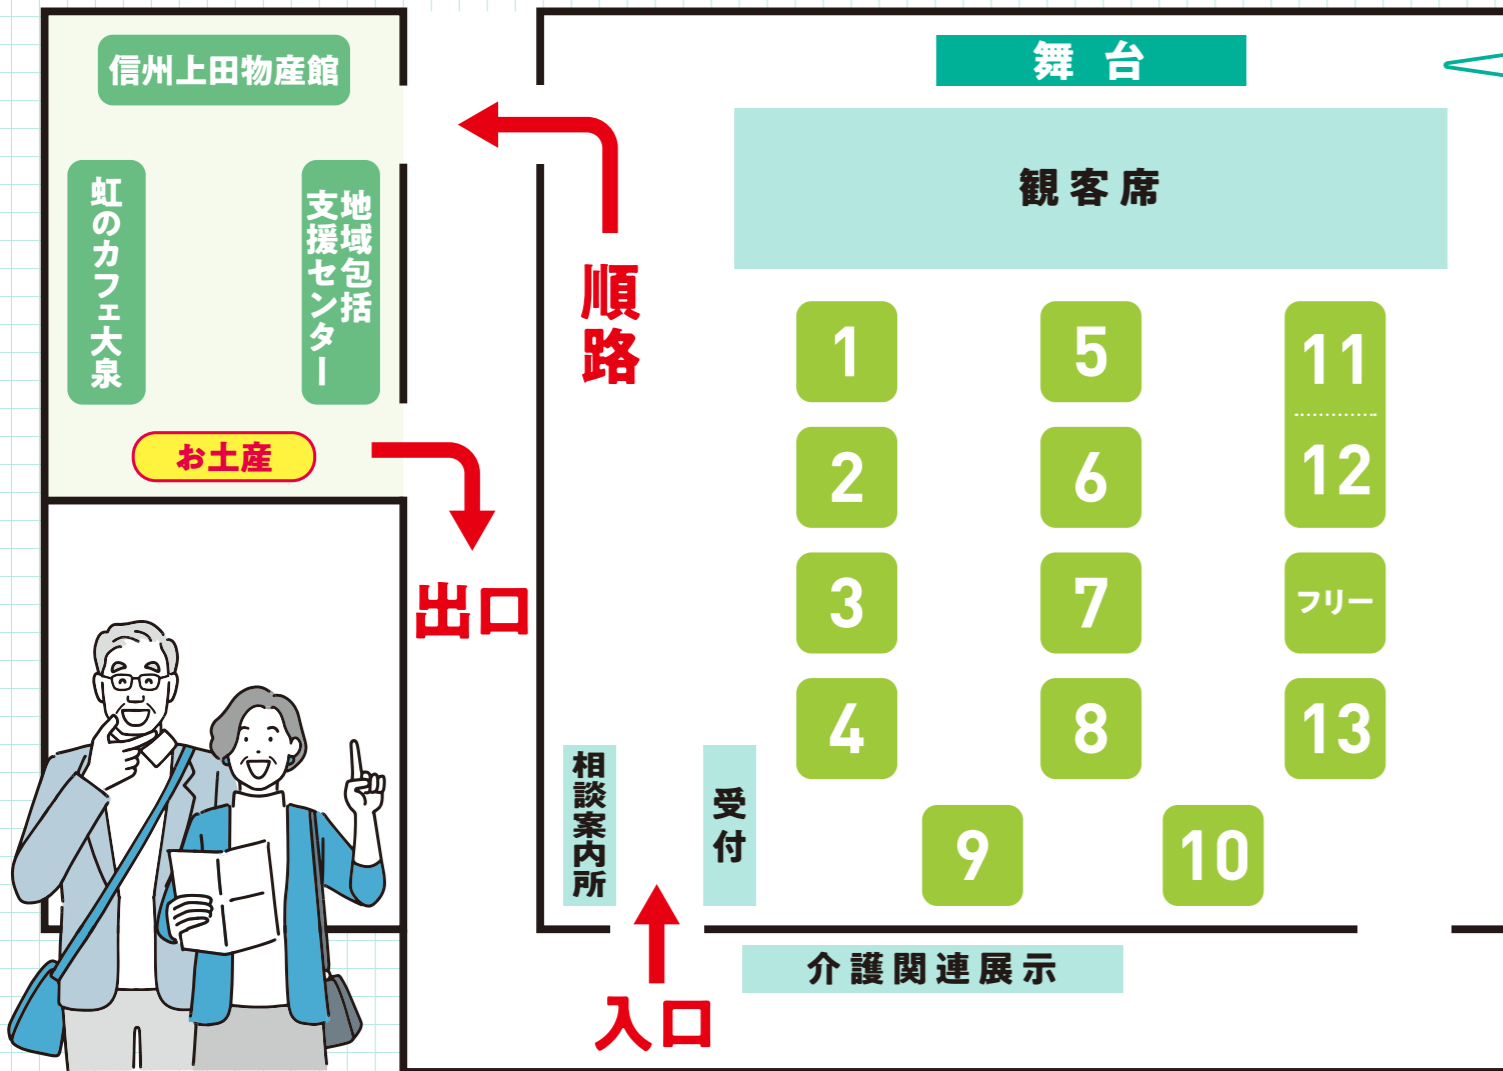 信州上田物産館
虹のカフェ大泉
地域包括
支援センター
お土産
出口
順路
舞台
観客席
1
2
3
4
5
6
7
8
9
10
11
12
フリー
13
相談案内所
受付
入口
介護関連展示